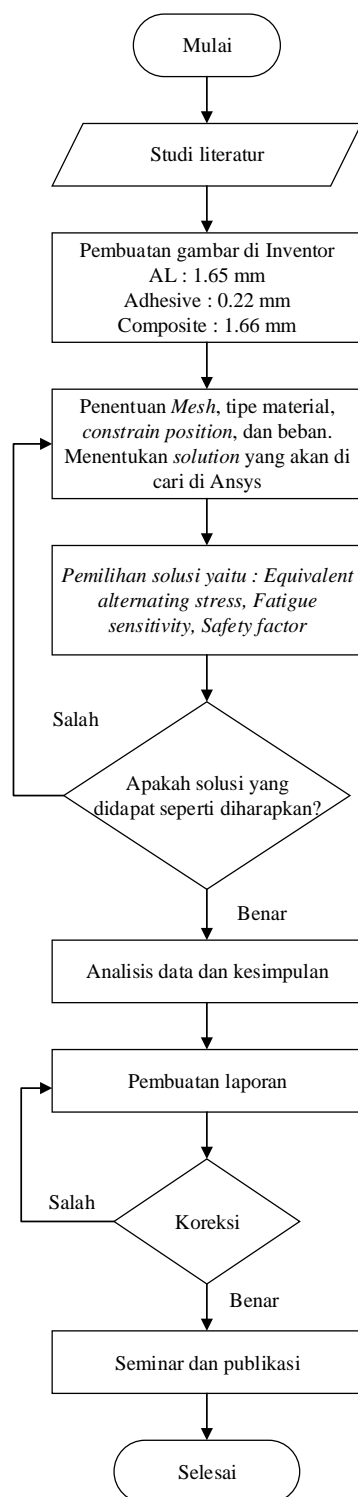 Mulai
Studi literatur
Pembuatan gambar di Inventor
AL : 1.65 mm
Adhesive : 0.22 mm
Composite : 1.66 mm
Penentuan Mesh, tipe material,
constrain position, dan beban.
Menentukan solution yang akan di
cari di Ansys
Pemilihan solusi yaitu : Equivalent
alternating stress, Fatigue
sensitivity, Safety factor
Salah
Apakah solusi yang
didapat seperti diharapkan?
Benar
Analisis data dan kesimpulan
Pembuatan laporan
Salah
Koreksi
Benar
Seminar dan publikasi
Selesai